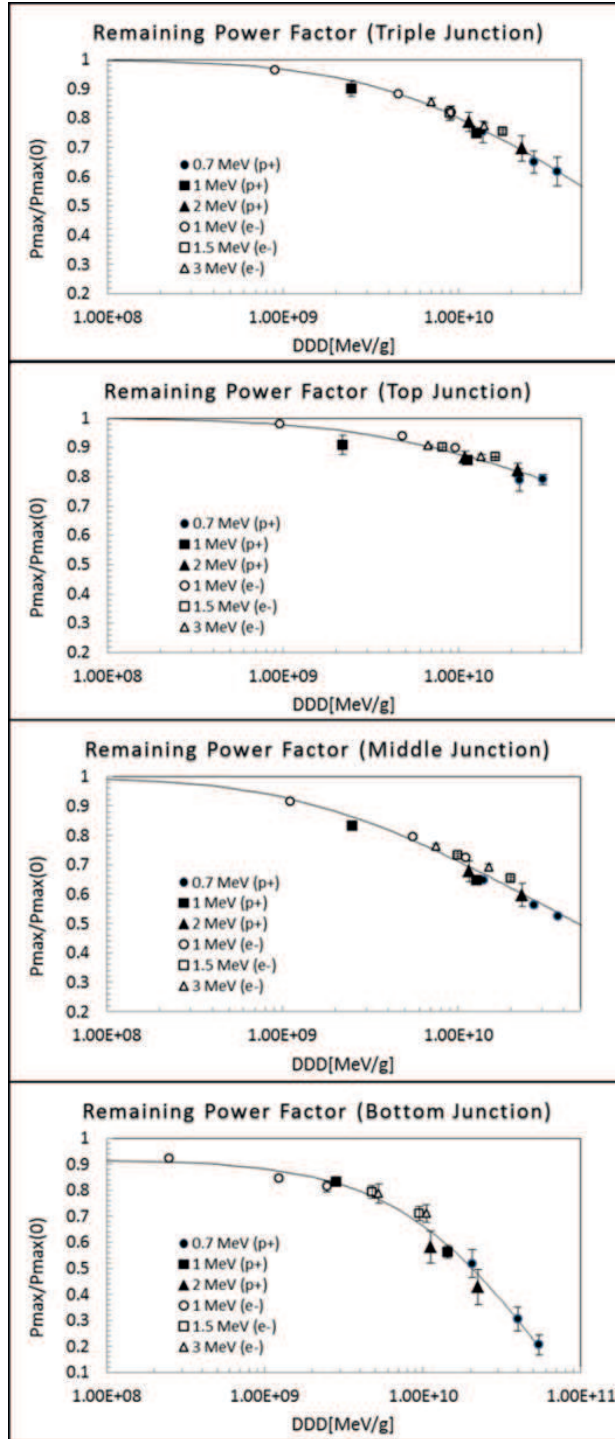 Remaining Power Factor (Triple Junction)
1
0.9
0.8
0.7
0.6
0.5
0.4
0.3
0.2
Pmax/Pmax(0)
0.7 MeV (p+)
1 MeV (p+)
2 MeV (p+)
1 MeV (e-)
1.5 MeV (e-)
3 MeV (e-)
1.00E+08 1.00E+09 1.00E+10
DDD[MeV/g]
Remaining Power Factor (Top Junction)
1
0.9
0.8
0.7
0.6
0.5
0.4
0.3
0.2
Pmax/Pmax(0)
0.7 MeV (p+)
1 MeV (p+)
2 MeV (p+)
1 MeV (e-)
1.5 MeV (e-)
3 MeV (e-)
1.00E+08 1.00E+09 1.00E+10
DDD[MeV/g]
Remaining Power Factor (Middle Junction)
1
0.9
0.8
0.7
0.6
0.5
0.4
0.3
0.2
Pmax/Pmax(0)
0.7 MeV (p+)
1 MeV (p+)
2 MeV (p+)
1 MeV (e-)
1.5 MeV (e-)
3 MeV (e-)
1.00E+08 1.00E+09 1.00E+10
DDD[MeV/g]
Remaining Power Factor (Bottom Junction)
1
0.9
0.8
0.7
0.6
0.5
0.4
0.3
0.2
0.1
Pmax/Pmax(0)
0.7 MeV (p+)
1 MeV (p+)
2 MeV (p+)
1 MeV (e-)
1.5 MeV (e-)
3 MeV (e-)
1.00E+08 1.00E+09 1.00E+10 1.00E+11
DDD[MeV/g]